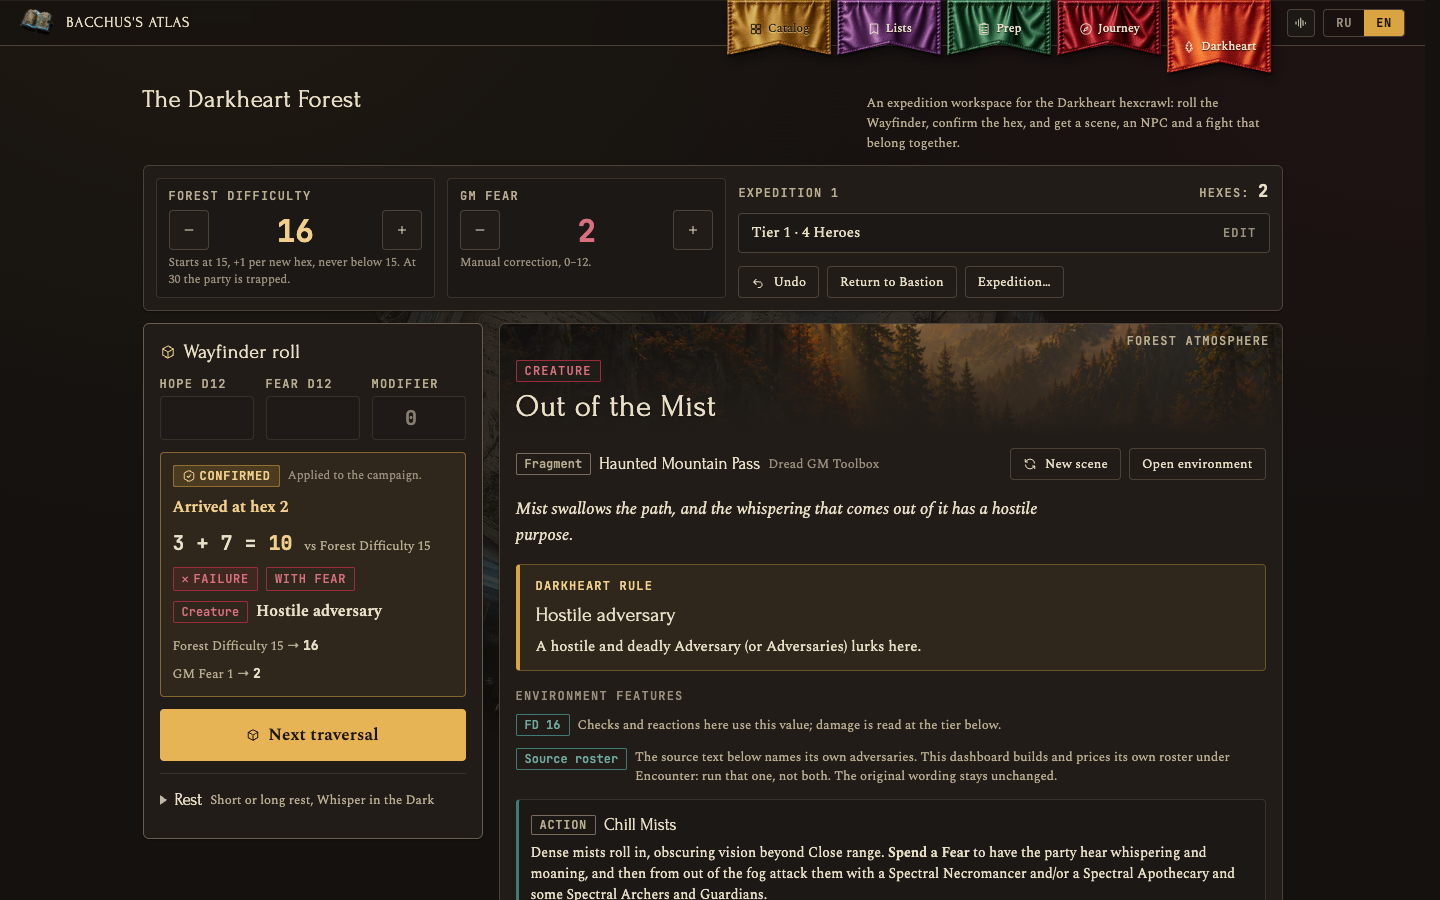 BACCHUS'S ATLAS
Catalog
Lists
Prep
Journey
Darkheart
RU
EN
The Darkheart Forest
An expedition workspace for the Darkheart hexcrawl: roll the
Wayfinder, confirm the hex, and get a scene, an NPC and a fight that
belong together.
FOREST DIFFICULTY
− 16 +
Starts at 15, +1 per new hex, never below 15. At
30 the party is trapped.
GM FEAR
− 2 +
Manual correction, 0–12.
EXPEDITION 1
HEXES: 2
Tier 1 · 4 Heroes
EDIT
Undo
Return to Bastion
Expedition…
Wayfinder roll
HOPE D12
FEAR D12
MODIFIER
0
CONFIRMED
Applied to the campaign.
Arrived at hex 2
3 + 7 = 10 vs Forest Difficulty 15
× FAILURE
WITH FEAR
Creature Hostile adversary
Forest Difficulty 15 → 16
GM Fear 1 → 2
Next traversal
Rest Short or long rest, Whisper in the Dark
FOREST ATMOSPHERE
CREATURE
Out of the Mist
Fragment Haunted Mountain Pass Dread GM Toolbox
New scene
Open environment
Mist swallows the path, and the whispering that comes out of it has a hostile
purpose.
DARKHEART RULE
Hostile adversary
A hostile and deadly Adversary (or Adversaries) lurks here.
ENVIRONMENT FEATURES
FD 16 Checks and reactions here use this value; damage is read at the tier below.
Source roster The source text below names its own adversaries. This dashboard builds and prices its own roster under
Encounter: run that one, not both. The original wording stays unchanged.
ACTION Chill Mists
Dense mists roll in, obscuring vision beyond Close range. Spend a Fear to have the party hear whispering and
moaning, and then from out of the fog attack them with a Spectral Necromancer and/or a Spectral Apothecary and
some Spectral Archers and Guardians.